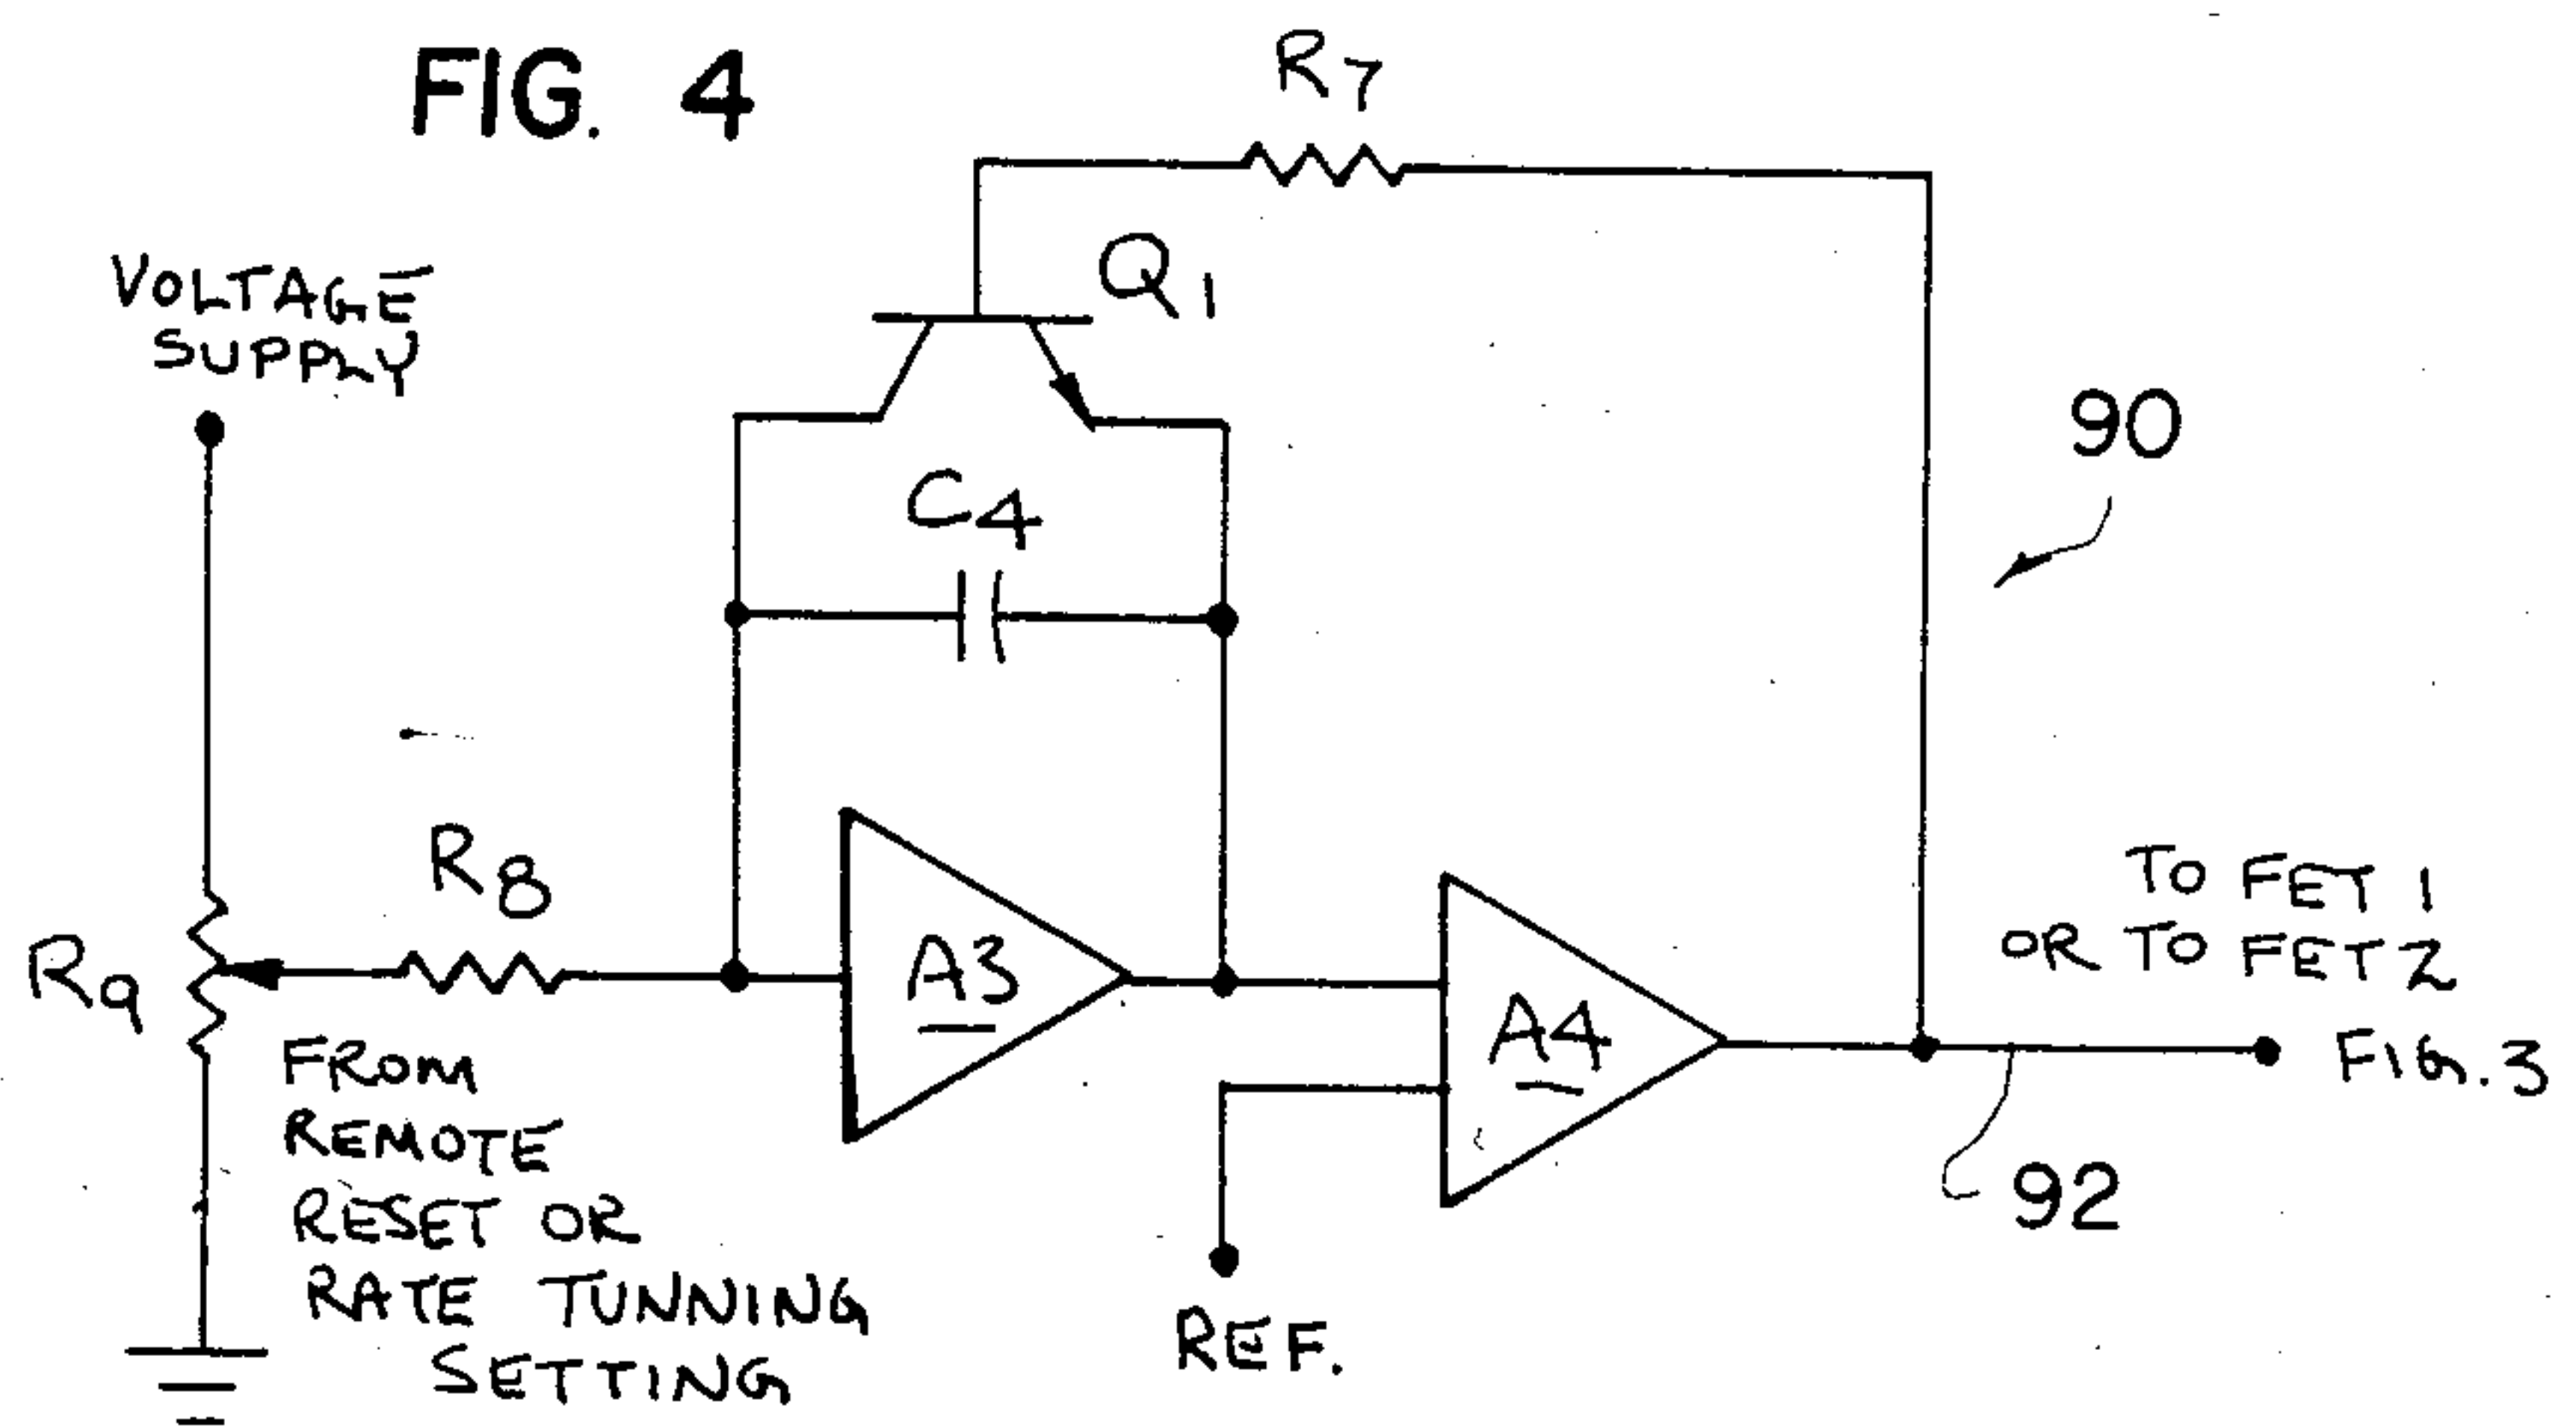 FIG. 4
R7
VOLTAGE
SUPPLY
Q1
90
C4
R8
R9
A3
A4
TO FET 1
OR TO FET 2
FIG. 3
FROM
REMOTE
RESET OR
RATE TUNNING
SETTING
92
REF.